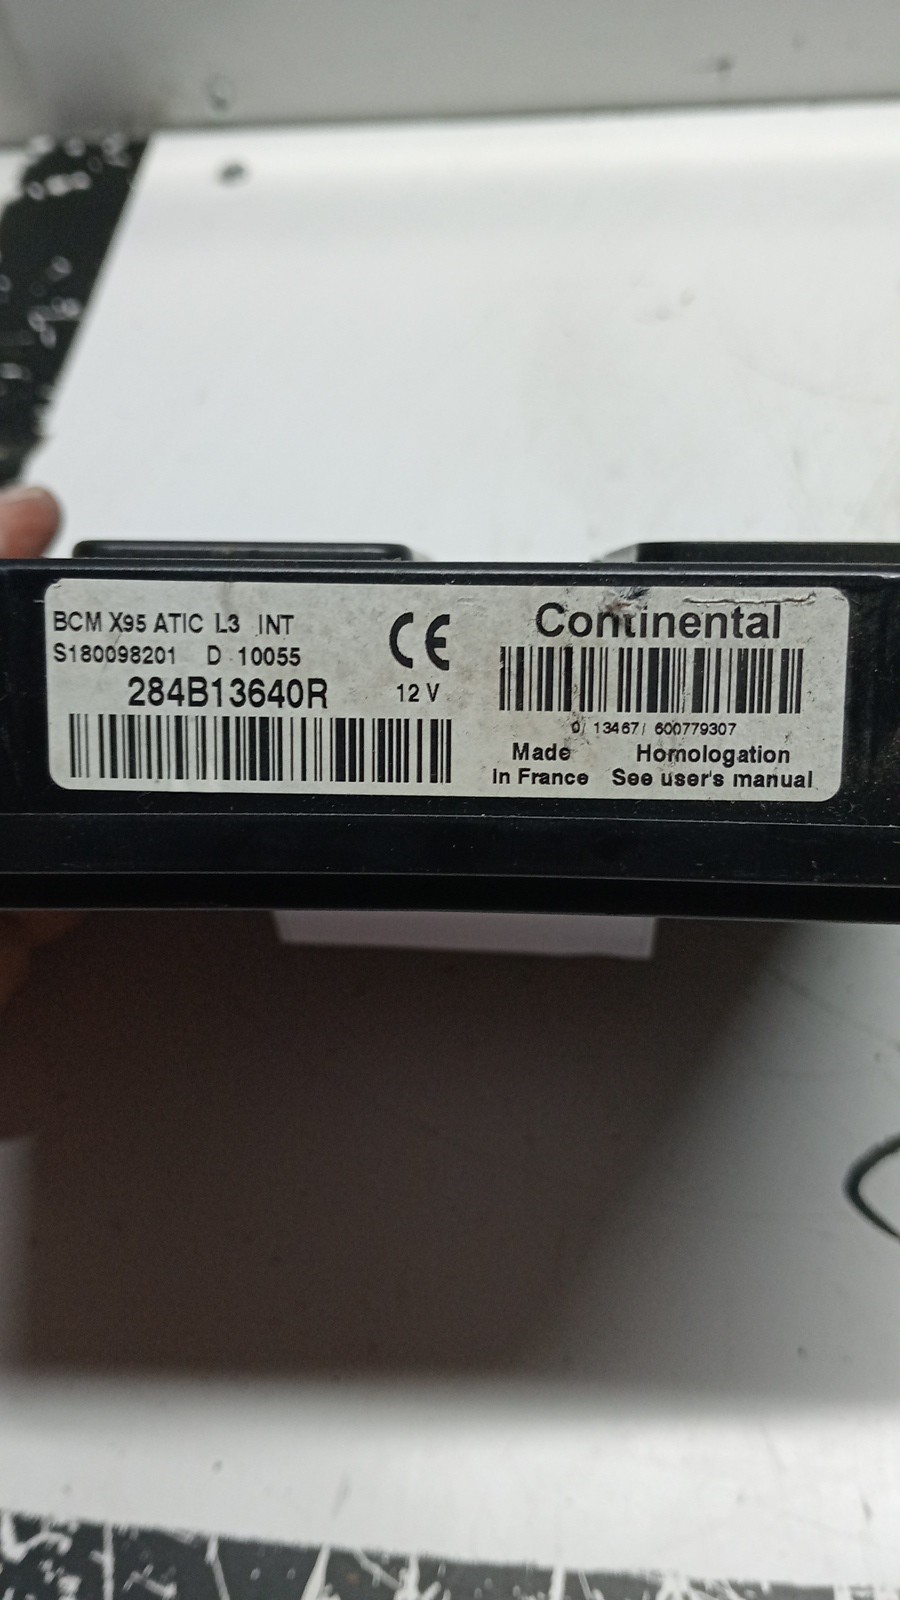 BCM X95 ATIC L3 INT
S180098201 D 10055
284B13640R
CE
12 V
Continental
0/ 13467/ 600779307
Made
In France
Homologation
See user's manual